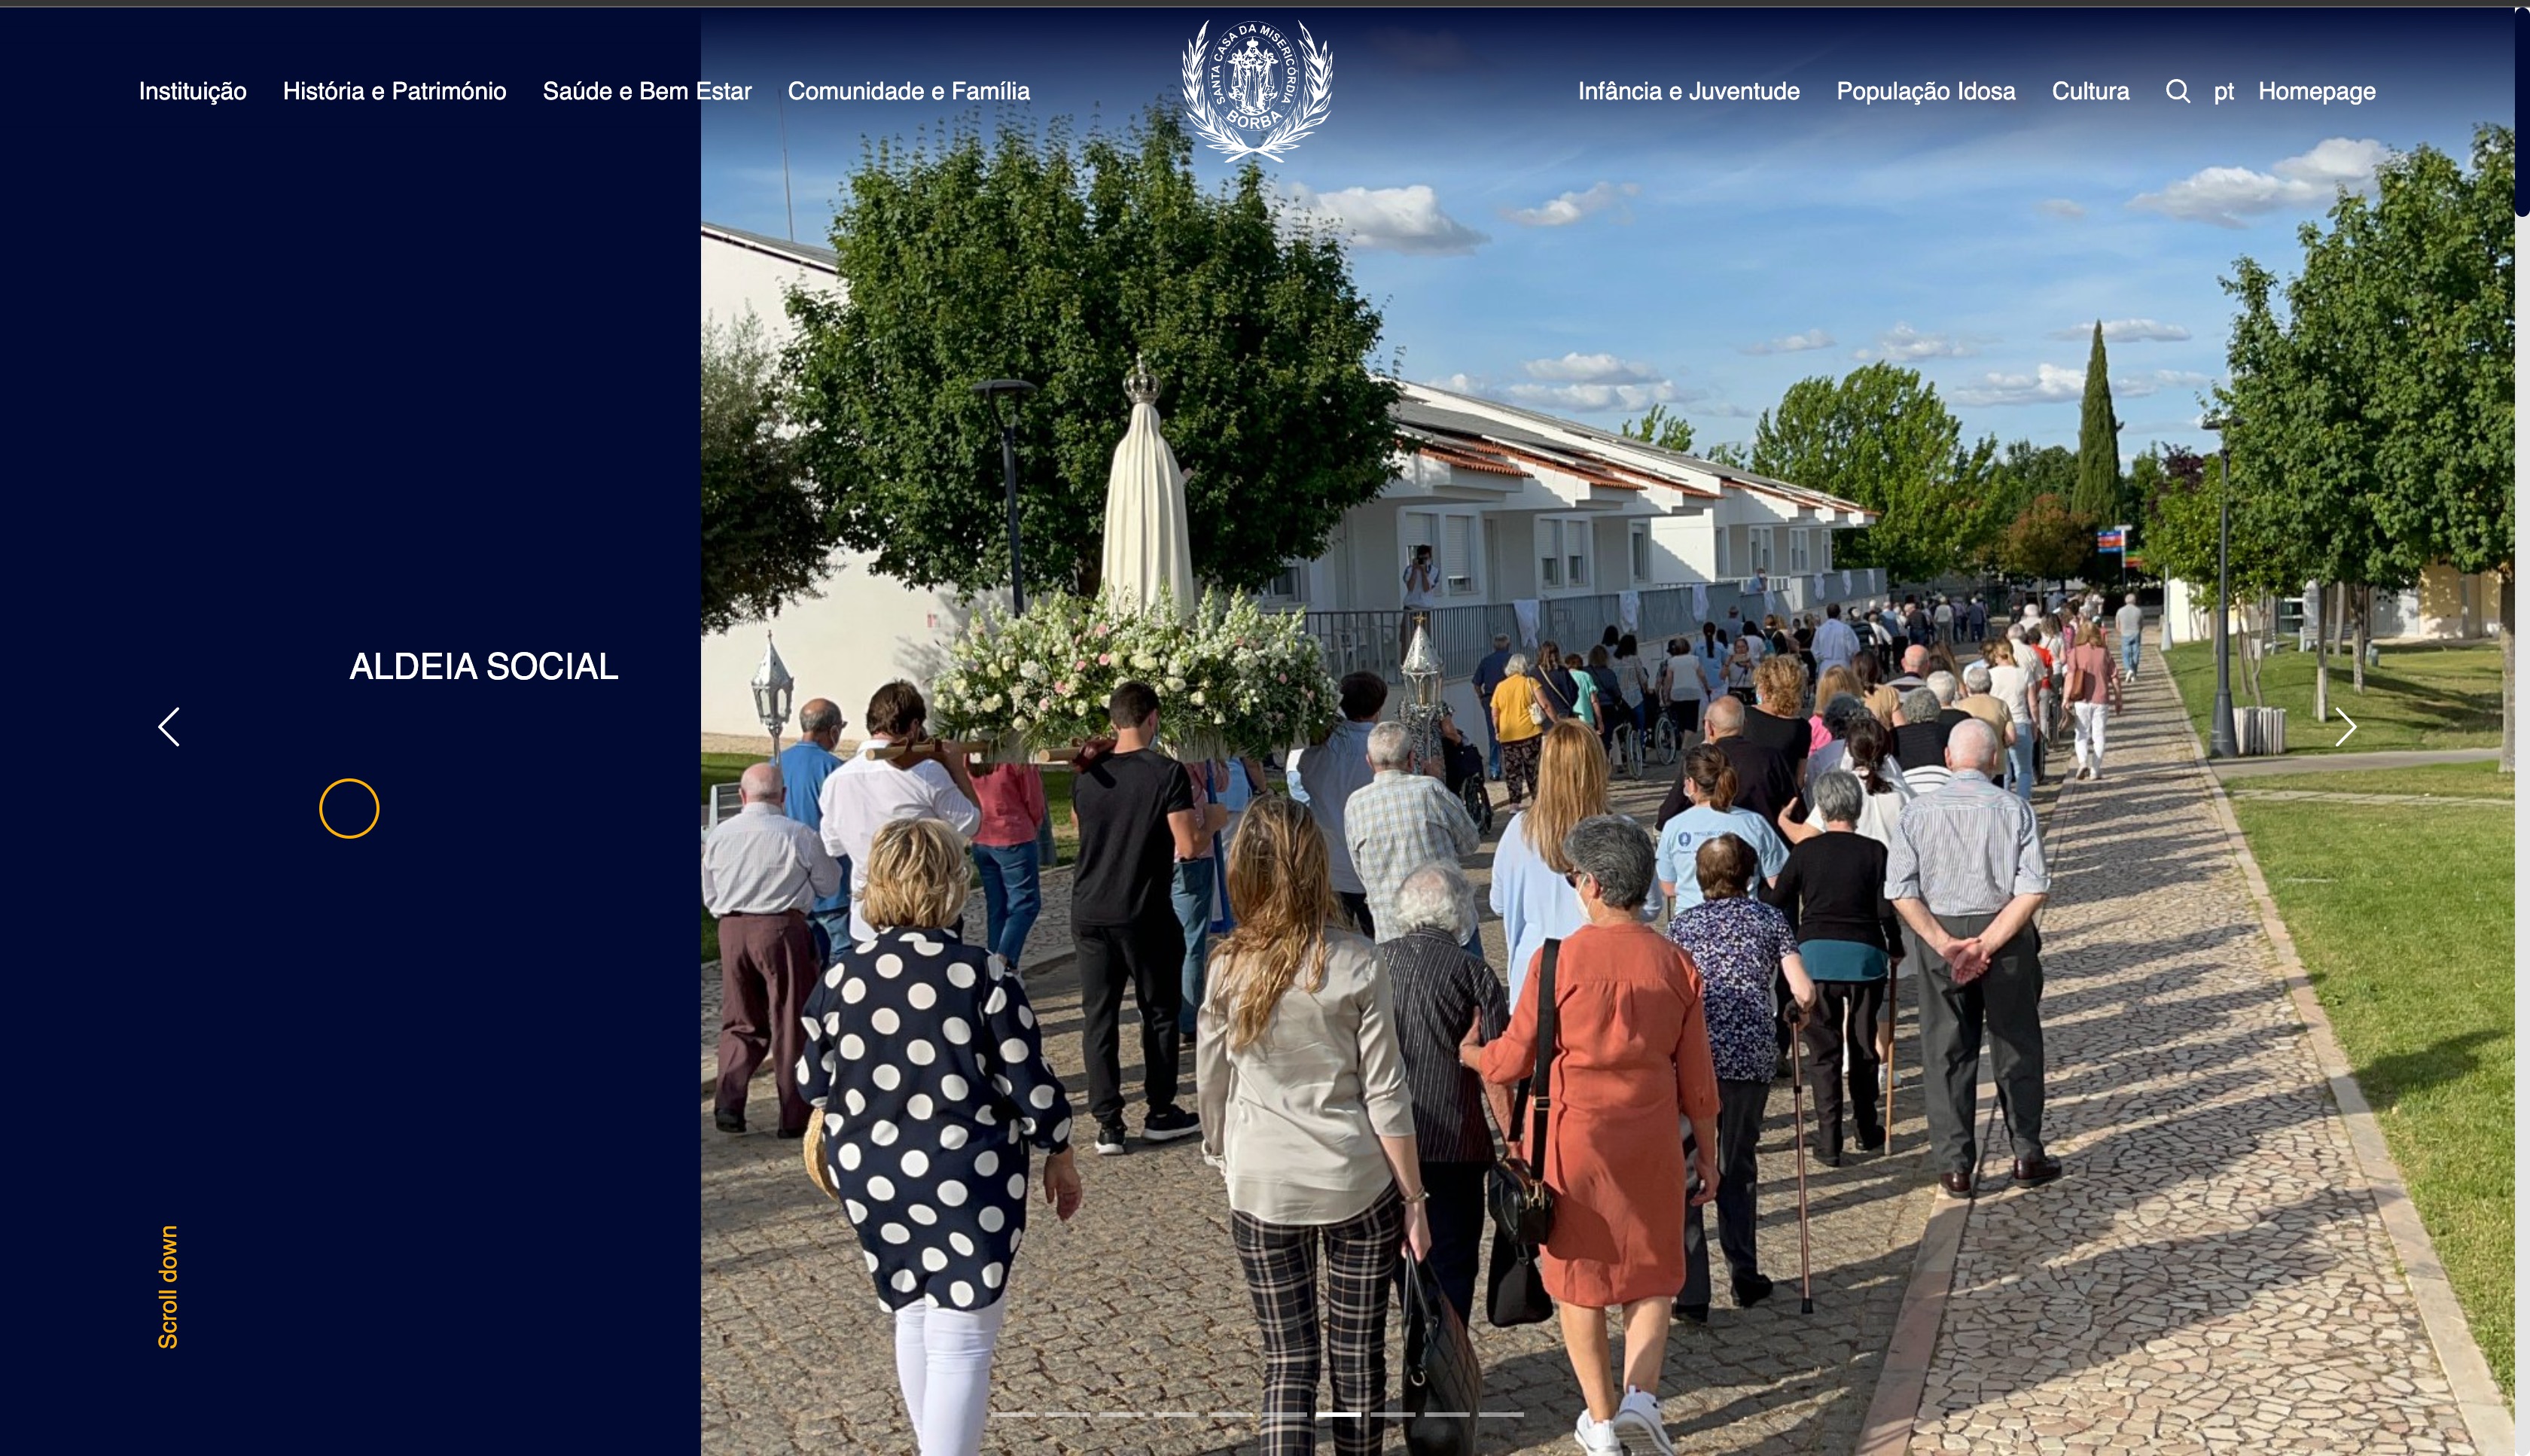 Instituição
História e Património
Saúde e Bem Estar
Comunidade e Família
SANTA CASA DA MISERICÓRDIA
BORBA
Infância e Juventude
População Idosa
Cultura
pt
Homepage
ALDEIA SOCIAL
Scroll down